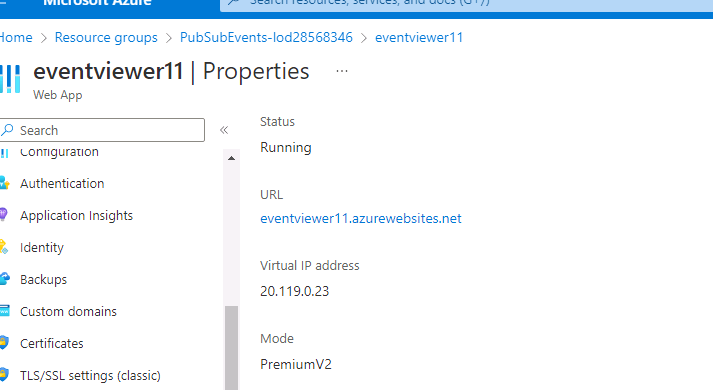 Microsoft Azure
Search resources, services, and docs (G+/)
Home > Resource groups > PubSubEvents-lod28568346 > eventviewer11
eventviewer11 | Properties ...
Web App
Search
«
Configuration
Authentication
Application Insights
Identity
Backups
Custom domains
Certificates
TLS/SSL settings (classic)
Status
Running
URL
eventviewer11.azurewebsites.net
Virtual IP address
20.119.0.23
Mode
PremiumV2